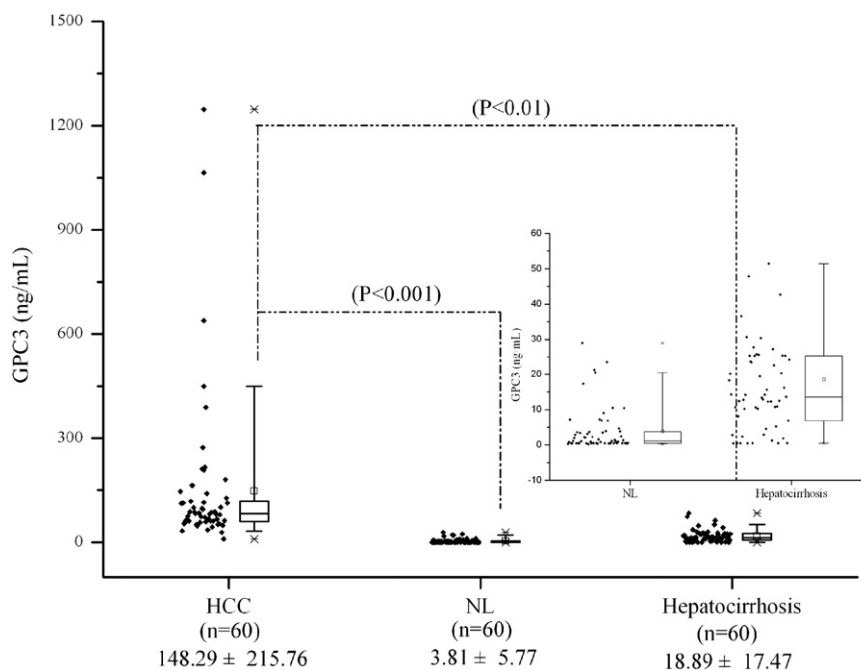 1500
1200
900
600
300
0
GPC3 (ng/mL)
(P<0.01)
(P<0.001)
60
50
40
30
20
10
0
-10
GPC3 (ng mL)
NL
Hepatocirrhosis
HCC
(n=60)
148.29 ± 215.76
NL
(n=60)
3.81 ± 5.77
Hepatocirrhosis
(n=60)
18.89 ± 17.47